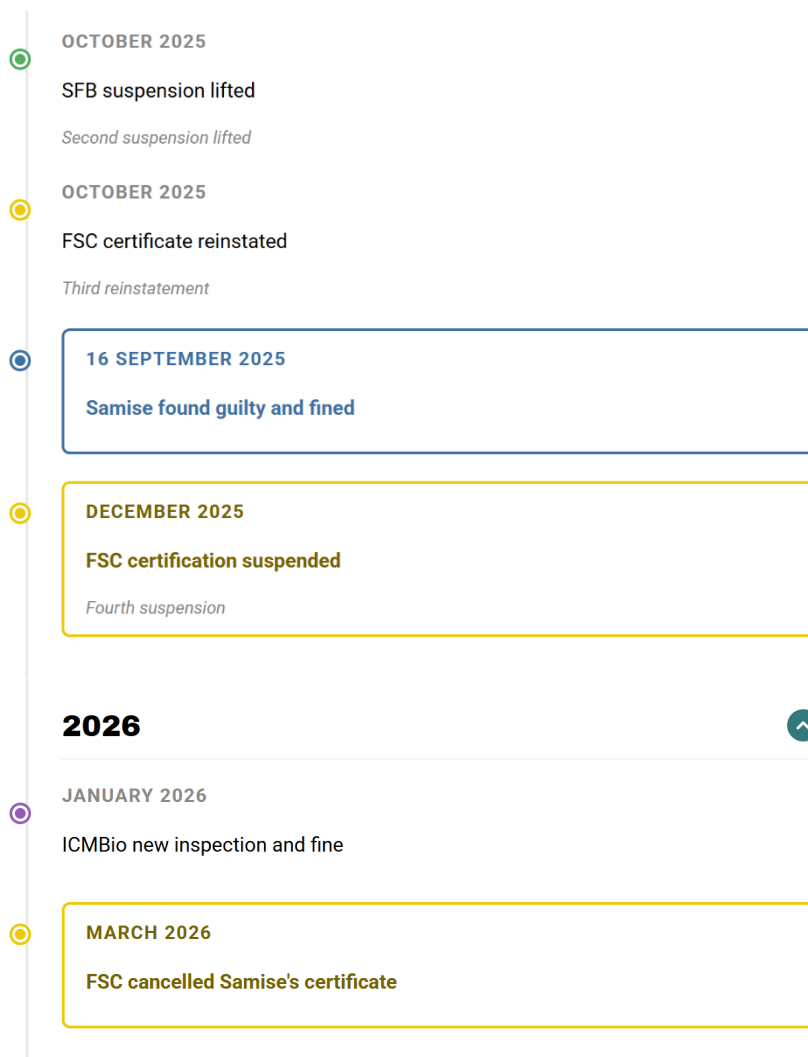 OCTOBER 2025
SFB suspension lifted
Second suspension lifted
OCTOBER 2025
FSC certificate reinstated
Third reinstatement
16 SEPTEMBER 2025
Samise found guilty and fined
DECEMBER 2025
FSC certification suspended
Fourth suspension
2026
JANUARY 2026
ICMBio new inspection and fine
MARCH 2026
FSC cancelled Samise's certificate